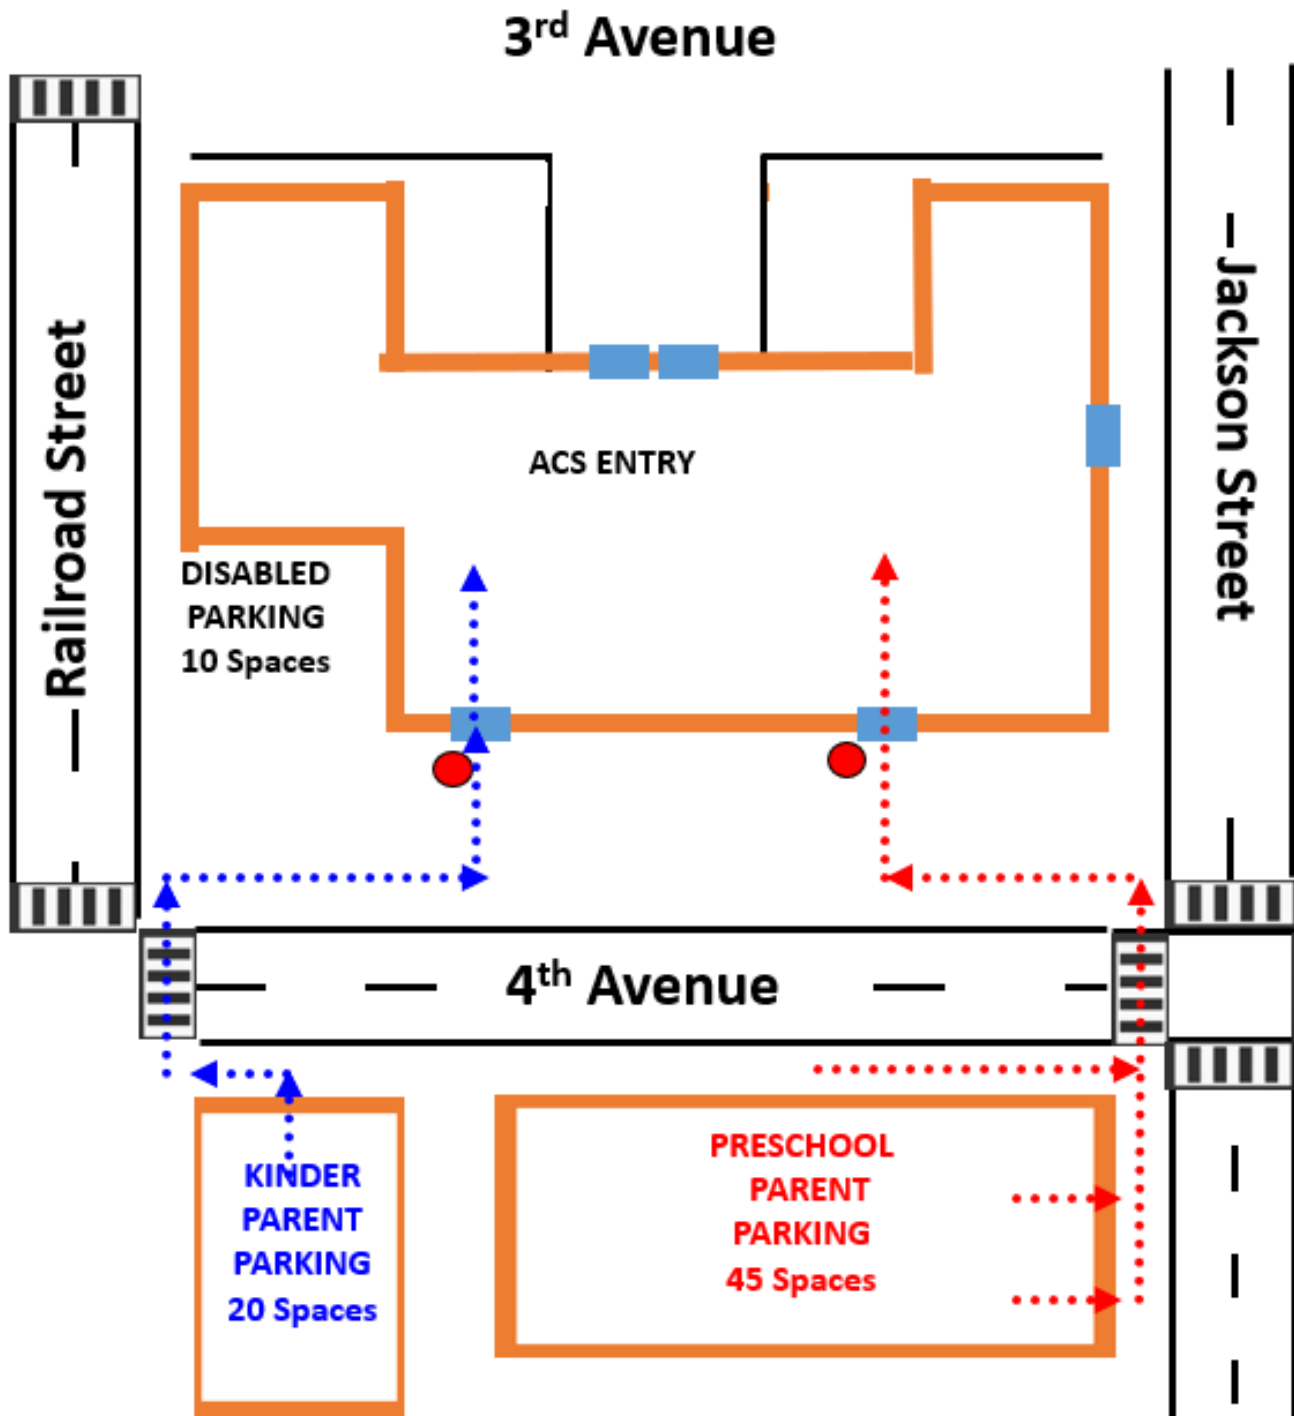 3rd Avenue
Railroad Street
Jackson Street
ACS ENTRY
DISABLED
PARKING
10 Spaces
4th Avenue
KINDER
PARENT
PARKING
20 Spaces
PRESCHOOL
PARENT
PARKING
45 Spaces